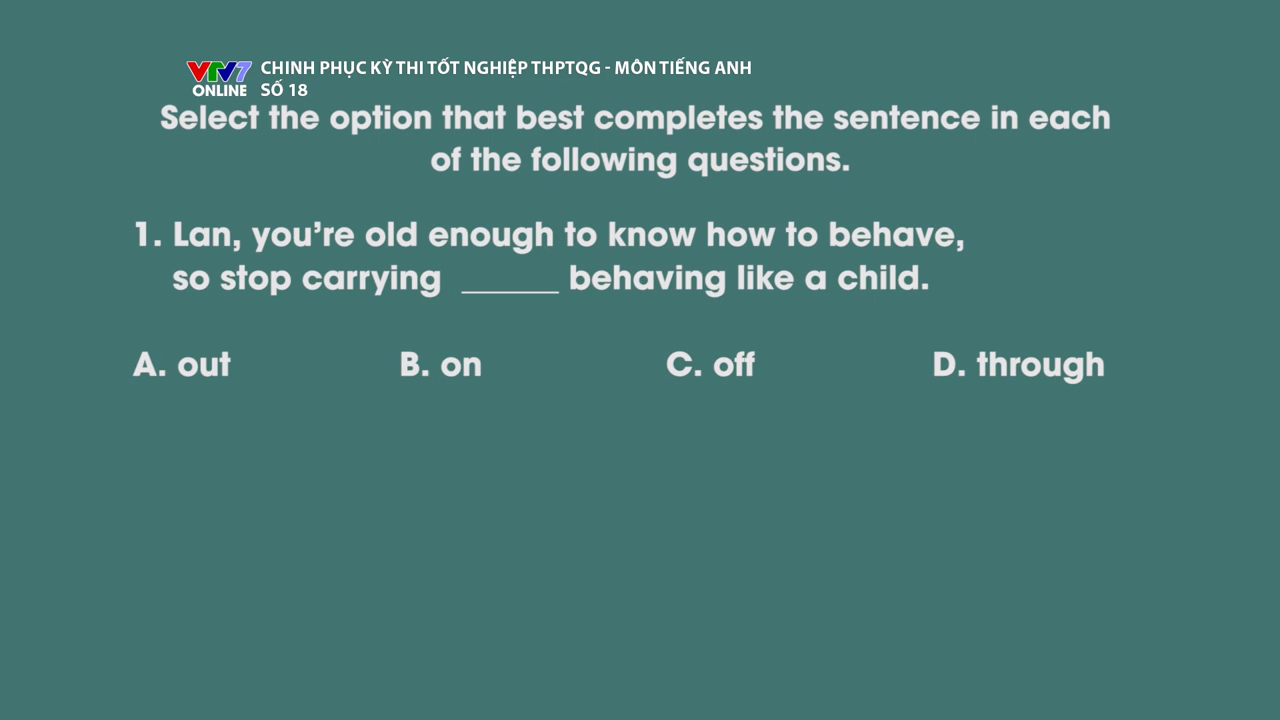 VTV7
ONLINE
CHINH PHỤC KỲ THI TỐT NGHIỆP THPTQG - MÔN TIẾNG ANH
SỐ 18
Select the option that best completes the sentence in each
of the following questions.
1. Lan, you're old enough to know how to behave,
so stop carrying ______ behaving like a child.
A. out B. on C. off D. through